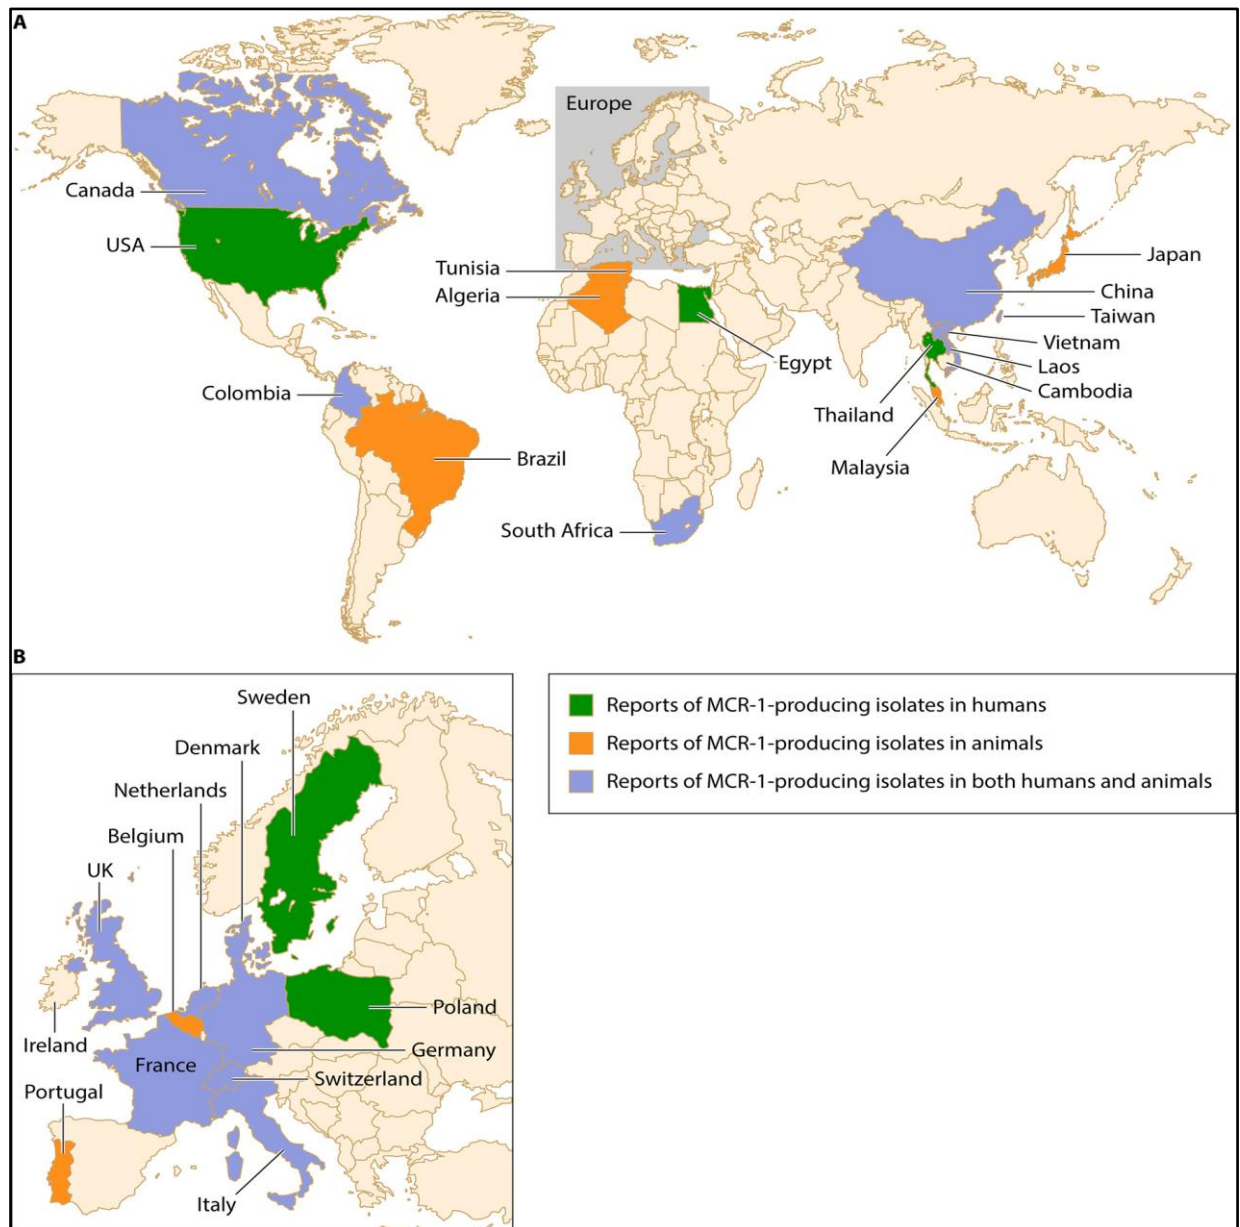 A
Europe
Canada
USA
Tunisia
Algeria
Japan
China
Taiwan
Vietnam
Laos
Cambodia
Egypt
Thailand
Malaysia
Colombia
Brazil
South Africa
B
Sweden
Denmark
Netherlands
Belgium
UK
Ireland
France
Portugal
Poland
Germany
Switzerland
Italy
Reports of MCR-1-producing isolates in humans
Reports of MCR-1-producing isolates in animals
Reports of MCR-1-producing isolates in both humans and animals